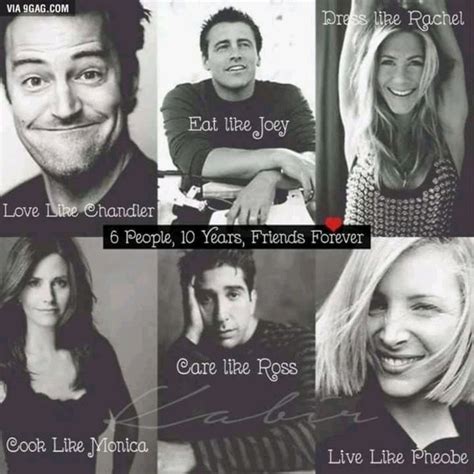 VIA 9GAG.COM
Dress like Rachel
Eat like Joey
Love Like Chandler
6 People, 10 Years, Friends Forever
Care like Ross
Kabir
Cook Like Monica
Live Like Pheobe